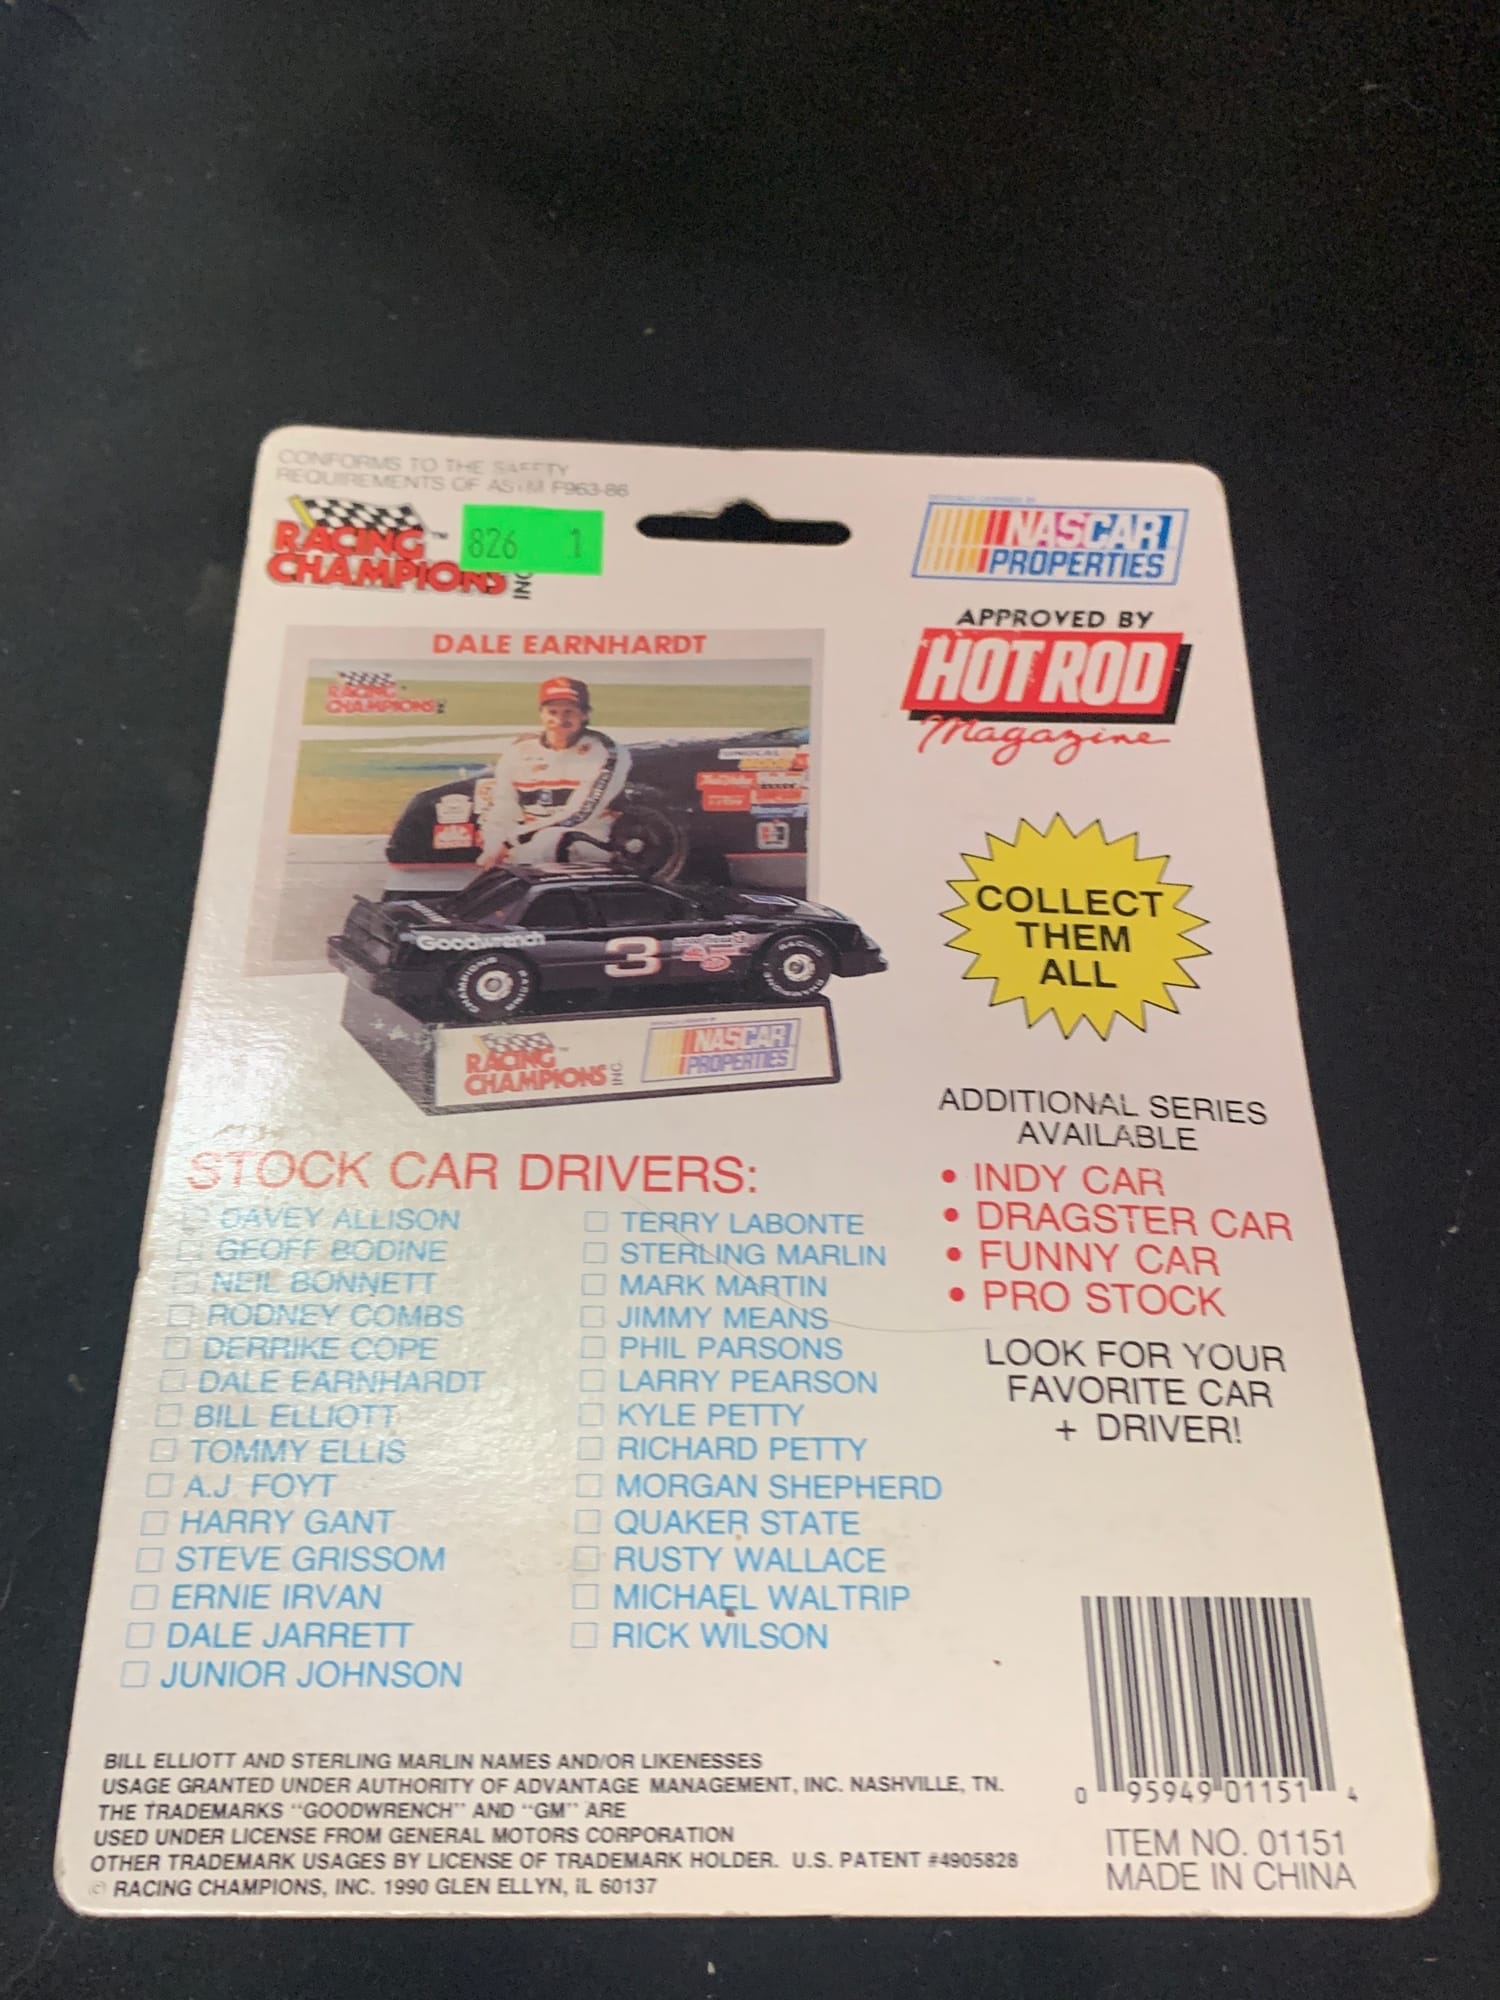 CONFORMS TO THE SAFETY
REQUIREMENTS OF ASTM F963-86
RACING ™
CHAMPIONS INC
826 1
NASCAR
PROPERTIES
APPROVED BY
HOT ROD
Magazine
DALE EARNHARDT
RACING
CHAMPIONS
UNOCAL
Goodwrench
3
RACING CHAMPIONS
RACING CHAMPIONS
RACING ™
CHAMPIONS INC
NASCAR
PROPERTIES
COLLECT
THEM
ALL
ADDITIONAL SERIES
AVAILABLE
• INDY CAR
• DRAGSTER CAR
• FUNNY CAR
• PRO STOCK
LOOK FOR YOUR
FAVORITE CAR
+ DRIVER!
STOCK CAR DRIVERS:
DAVEY ALLISON
GEOFF BODINE
NEIL BONNETT
RODNEY COMBS
DERRIKE COPE
DALE EARNHARDT
BILL ELLIOTT
TOMMY ELLIS
A.J. FOYT
HARRY GANT
STEVE GRISSOM
ERNIE IRVAN
DALE JARRETT
JUNIOR JOHNSON
TERRY LABONTE
STERLING MARLIN
MARK MARTIN
JIMMY MEANS
PHIL PARSONS
LARRY PEARSON
KYLE PETTY
RICHARD PETTY
MORGAN SHEPHERD
QUAKER STATE
RUSTY WALLACE
MICHAEL WALTRIP
RICK WILSON
BILL ELLIOTT AND STERLING MARLIN NAMES AND/OR LIKENESSES
USAGE GRANTED UNDER AUTHORITY OF ADVANTAGE MANAGEMENT, INC. NASHVILLE, TN.
THE TRADEMARKS "GOODWRENCH" AND "GM" ARE
USED UNDER LICENSE FROM GENERAL MOTORS CORPORATION
OTHER TRADEMARK USAGES BY LICENSE OF TRADEMARK HOLDER. U.S. PATENT #4905828
© RACING CHAMPIONS, INC. 1990 GLEN ELLYN, IL 60137
0 95949 01151 4
ITEM NO. 01151
MADE IN CHINA